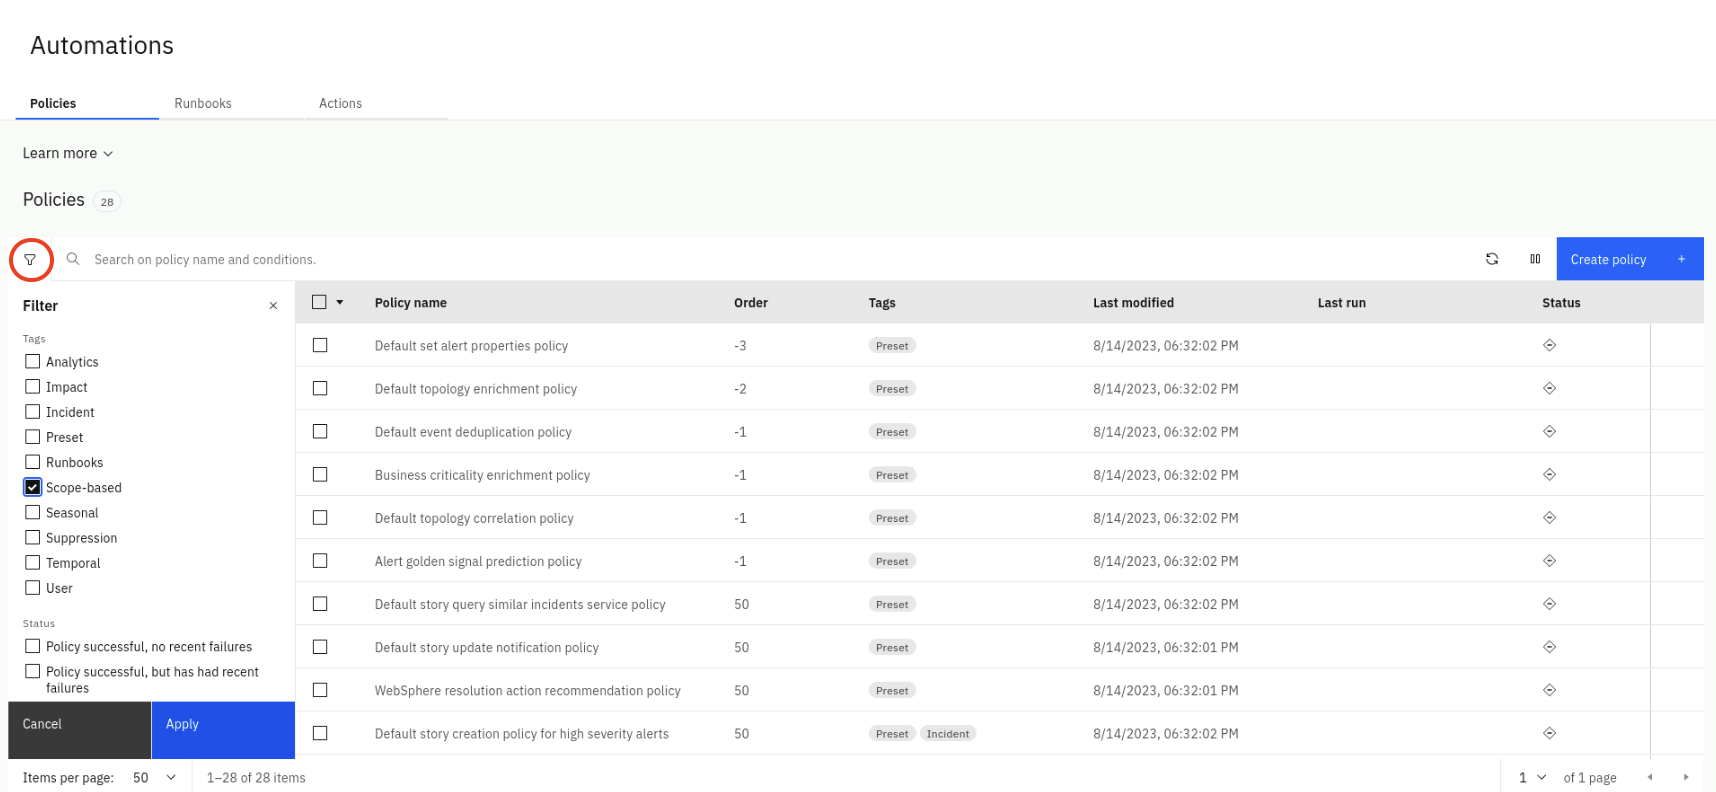 Automations
Policies Runbooks Actions
Learn more
Policies 28
Search on policy name and conditions.
Create policy +
Filter
Tags
Analytics
Impact
Incident
Preset
Runbooks
Scope-based
Seasonal
Suppression
Temporal
User
Status
Policy successful, no recent failures
Policy successful, but has had recent
failures
Cancel Apply
Policy name Order Tags Last modified Last run Status
Default set alert properties policy -3 Preset 8/14/2023, 06:32:02 PM
Default topology enrichment policy -2 Preset 8/14/2023, 06:32:02 PM
Default event deduplication policy -1 Preset 8/14/2023, 06:32:02 PM
Business criticality enrichment policy -1 Preset 8/14/2023, 06:32:02 PM
Default topology correlation policy -1 Preset 8/14/2023, 06:32:02 PM
Alert golden signal prediction policy -1 Preset 8/14/2023, 06:32:02 PM
Default story query similar incidents service policy 50 Preset 8/14/2023, 06:32:02 PM
Default story update notification policy 50 Preset 8/14/2023, 06:32:01 PM
WebSphere resolution action recommendation policy 50 Preset 8/14/2023, 06:32:01 PM
Default story creation policy for high severity alerts 50 Preset Incident 8/14/2023, 06:32:02 PM
Items per page: 50 1–28 of 28 items 1 of 1 page